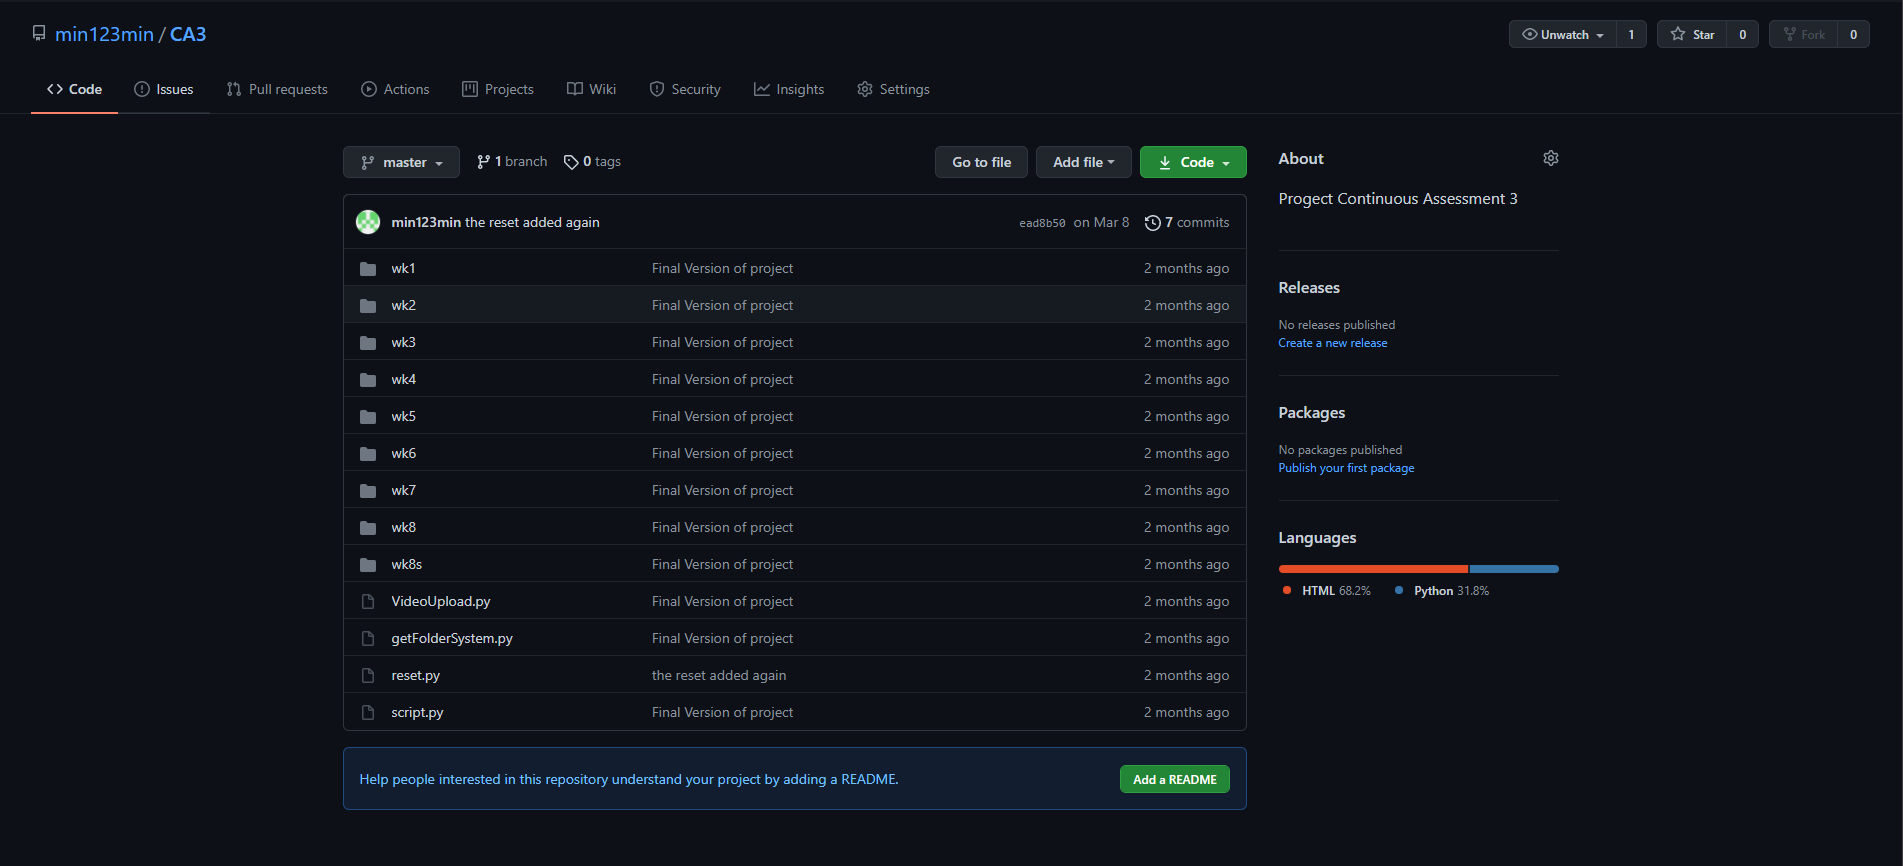 min123min / CA3
Unwatch 1 Star 0 Fork 0
Code Issues Pull requests Actions Projects Wiki Security Insights Settings
master 1 branch 0 tags Go to file Add file Code
min123min the reset added again ead8b50 on Mar 8 7 commits
wk1 Final Version of project 2 months ago
wk2 Final Version of project 2 months ago
wk3 Final Version of project 2 months ago
wk4 Final Version of project 2 months ago
wk5 Final Version of project 2 months ago
wk6 Final Version of project 2 months ago
wk7 Final Version of project 2 months ago
wk8 Final Version of project 2 months ago
wk8s Final Version of project 2 months ago
VideoUpload.py Final Version of project 2 months ago
getFolderSystem.py Final Version of project 2 months ago
reset.py the reset added again 2 months ago
script.py Final Version of project 2 months ago
Help people interested in this repository understand your project by adding a README. Add a README
About
Progect Continuous Assessment 3
Releases
No releases published
Create a new release
Packages
No packages published
Publish your first package
Languages
HTML 68.2% Python 31.8%